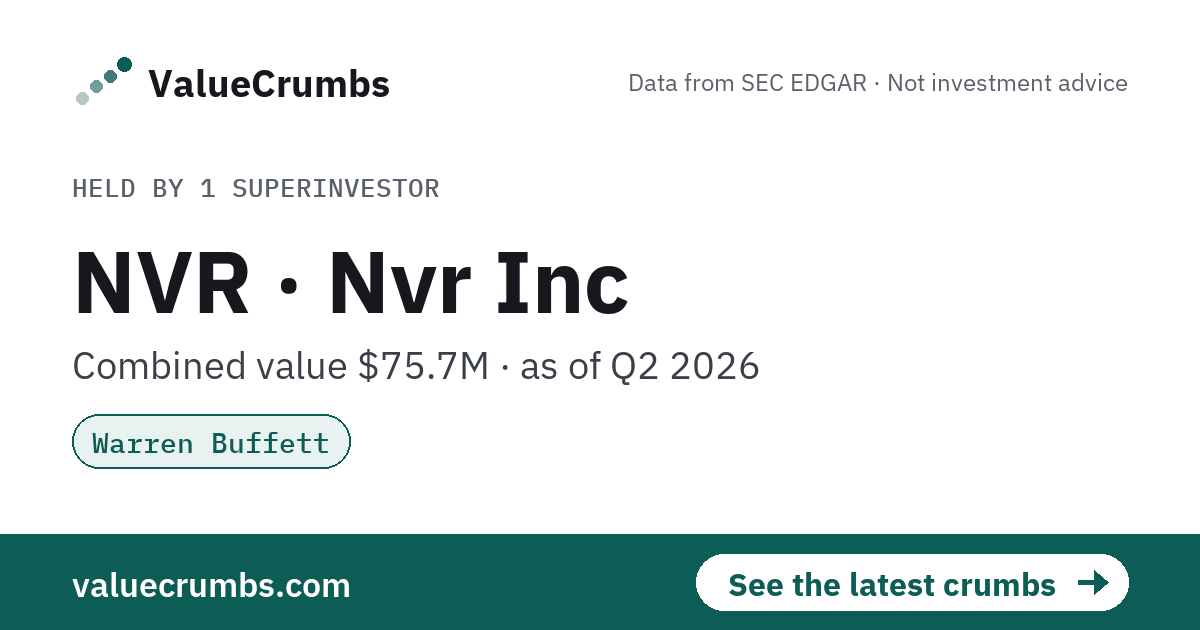 ValueCrumbs
Data from SEC EDGAR · Not investment advice
HELD BY 1 SUPERINVESTOR
NVR · Nvr Inc
Combined value $75.7M · as of Q2 2026
Warren Buffett
valuecrumbs.com
See the latest crumbs